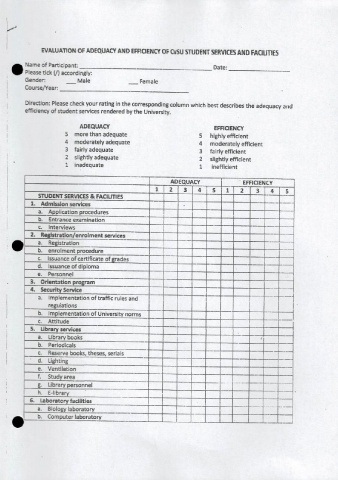 EVALUATION OF ADEQUACY AND EFFICIENCY OF CvSU STUDENT SERVICES AND FACILITIES
Name of Participant: ____________ Date: ____________
Please tick (/) accordingly:
Gender: ___ Male ___ Female
Course/Year: ____________
Direction: Please check your rating in the corresponding column which best describes the adequacy and
efficiency of student services rendered by the University.
ADEQUACY EFFICIENCY
5 more than adequate 5 highly efficient
4 moderately adequate 4 moderately efficient
3 fairly adequate 3 fairly efficient
2 slightly adequate 2 slightly efficient
1 inadequate 1 inefficient
ADEQUACY EFFICIENCY
1 2 3 4 5 1 2 3 4 5
STUDENT SERVICES & FACILITIES
1. Admission services
a. Application procedures
b. Entrance examination
c. Interviews
2. Registration/enrolment services
a. Registration
b. enrolment procedure
c. Issuance of certificate of grades
d. Issuance of diploma
e. Personnel
3. Orientation program
4. Security Service
a. Implementation of traffic rules and
regulations
b. Implementation of University norms
c. Attitude
5. Library services
a. Library books
b. Periodicals
c. Reserve books, theses, serials
d. Lighting
e. Ventilation
f. Study area
g. Library personnel
h. E-library
6. Laboratory facilities
a. Biology laboratory
b. Computer laboratory